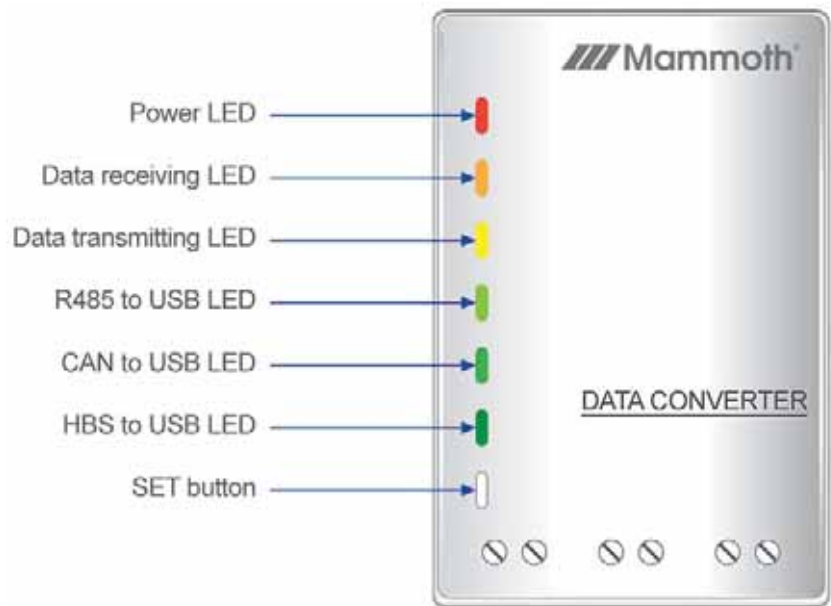 Mammoth
Power LED
Data receiving LED
Data transmitting LED
R485 to USB LED
CAN to USB LED
HBS to USB LED
DATA CONVERTER
SET button